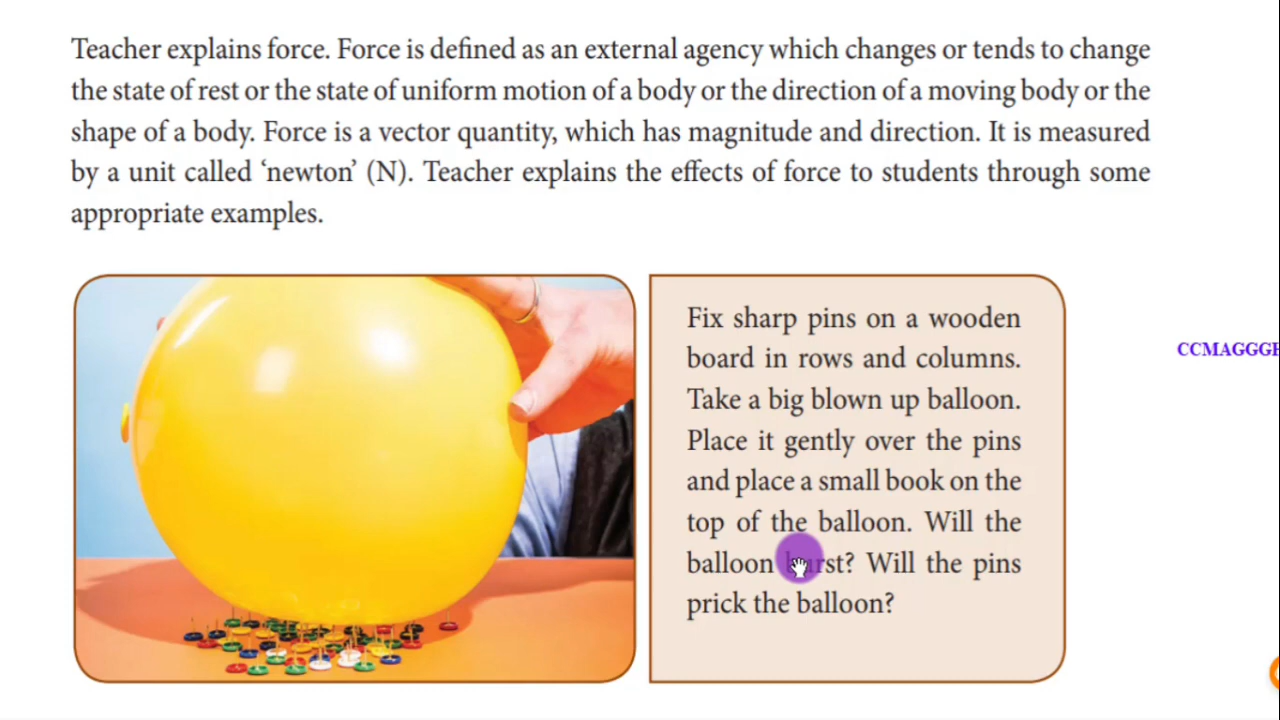 Teacher explains force. Force is defined as an external agency which changes or tends to change
the state of rest or the state of uniform motion of a body or the direction of a moving body or the
shape of a body. Force is a vector quantity, which has magnitude and direction. It is measured
by a unit called ‘newton’ (N). Teacher explains the effects of force to students through some
appropriate examples.
Fix sharp pins on a wooden
board in rows and columns.
Take a big blown up balloon.
Place it gently over the pins
and place a small book on the
top of the balloon. Will the
balloon burst? Will the pins
prick the balloon?